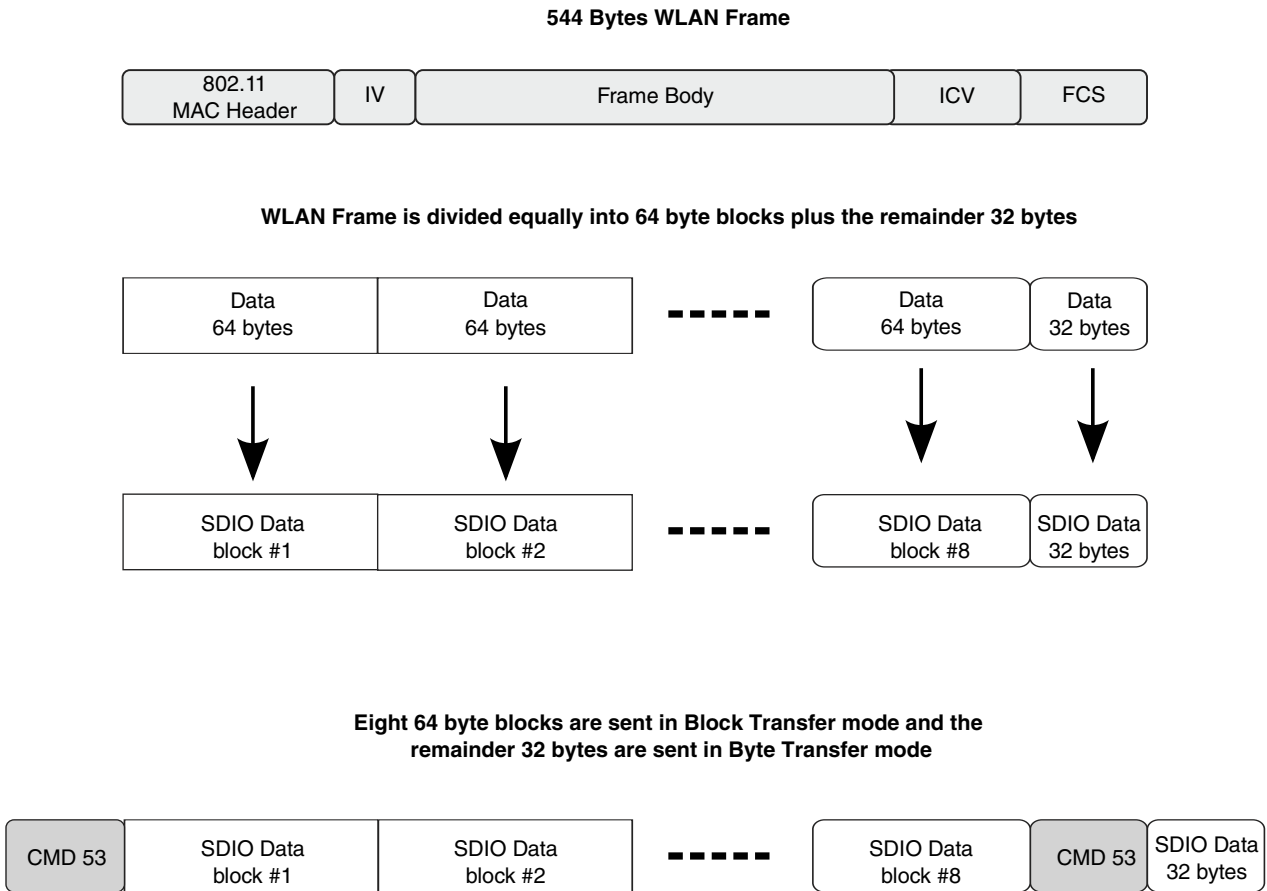 544 Bytes WLAN Frame
802.11
MAC Header
IV
Frame Body
ICV
FCS
WLAN Frame is divided equally into 64 byte blocks plus the remainder 32 bytes
Data
64 bytes
Data
64 bytes
Data
64 bytes
Data
32 bytes
SDIO Data
block #1
SDIO Data
block #2
SDIO Data
block #8
SDIO Data
32 bytes
Eight 64 byte blocks are sent in Block Transfer mode and the
remainder 32 bytes are sent in Byte Transfer mode
CMD 53
SDIO Data
block #1
SDIO Data
block #2
SDIO Data
block #8
CMD 53
SDIO Data
32 bytes